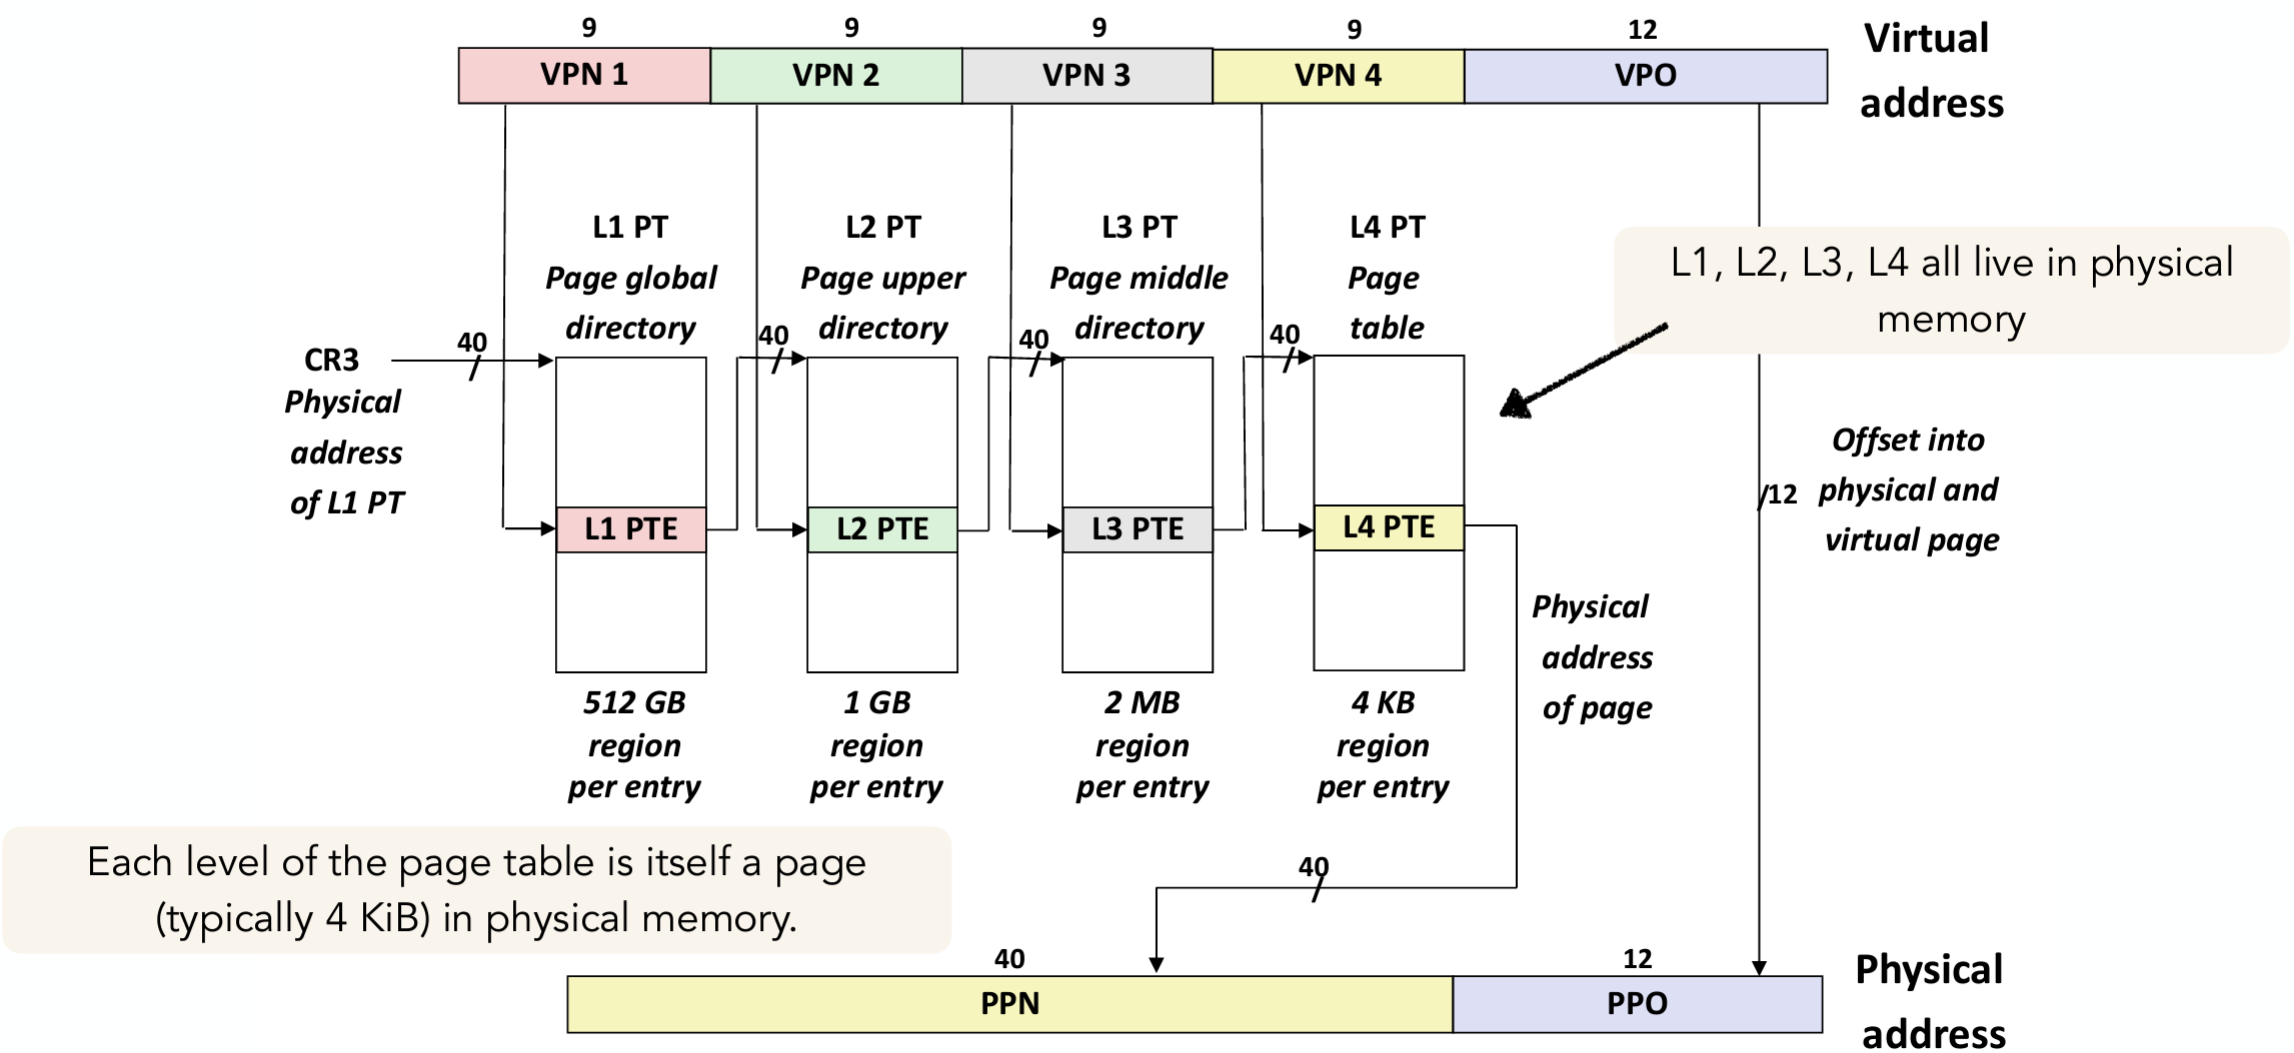 9 9 9 9 12
VPN 1 VPN 2 VPN 3 VPN 4 VPO
Virtual
address
L1 PT
Page global
directory
L2 PT
Page upper
directory
L3 PT
Page middle
directory
L4 PT
Page
table
L1, L2, L3, L4 all live in physical
memory
CR3
Physical
address
of L1 PT
40 40 40 40
L1 PTE L2 PTE L3 PTE L4 PTE
/12
Offset into
physical and
virtual page
Physical
address
of page
512 GB
region
per entry
1 GB
region
per entry
2 MB
region
per entry
4 KB
region
per entry
Each level of the page table is itself a page
(typically 4 KiB) in physical memory.
40
40 12
PPN PPO
Physical
address